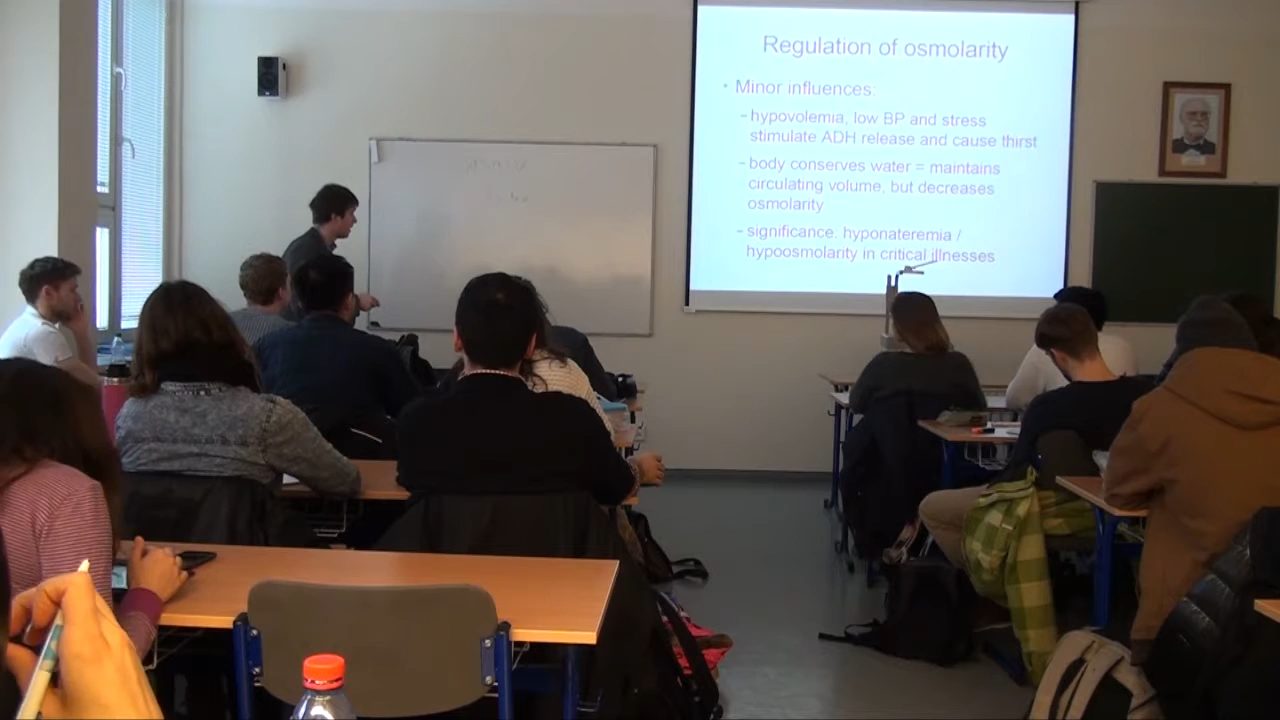 Regulation of osmolarity
• Minor influences:
–hypovolemia, low BP and stress
stimulate ADH release and cause thirst
–body conserves water = maintains
circulating volume, but decreases
osmolarity
–significance: hyponateremia /
hypoosmolarity in critical illnesses